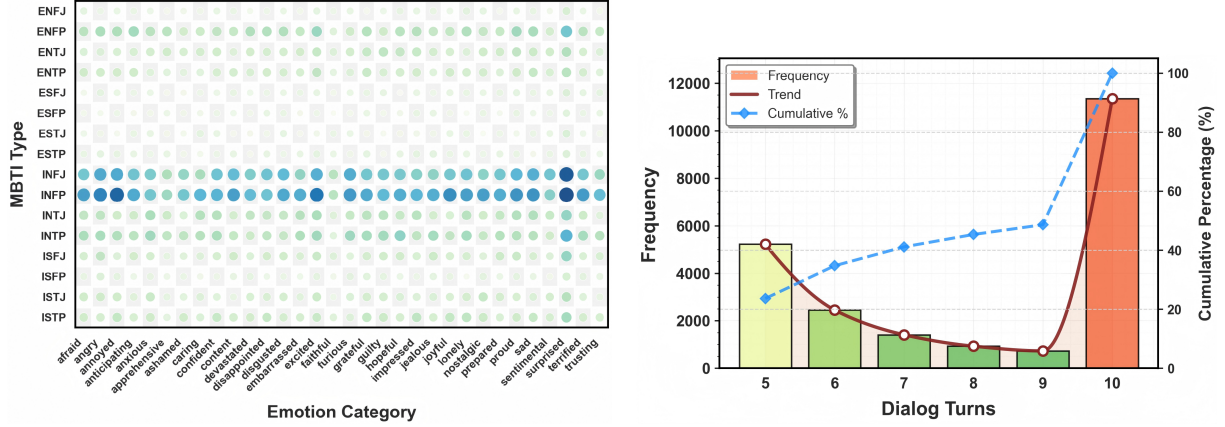 ENFJ
ENFP
ENTJ
ENTP
ESFJ
ESFP
ESTJ
ESTP
INFJ
INFP
INTJ
INTP
ISFJ
ISFP
ISTJ
ISTP
MBTI Type
afraid
angry
annoyed
anticipating
anxious
apprehensive
ashamed
caring
confident
content
devastated
disappointed
disgusted
embarrassed
excited
faithful
furious
grateful
guilty
hopeful
impressed
jealous
joyful
lonely
nostalgic
prepared
proud
sad
sentimental
surprised
terrified
trusting
Emotion Category
Frequency
Trend
Cumulative %
12000
10000
8000
6000
4000
2000
0
Frequency
100
80
60
40
20
0
Cumulative Percentage (%)
5 6 7 8 9 10
Dialog Turns